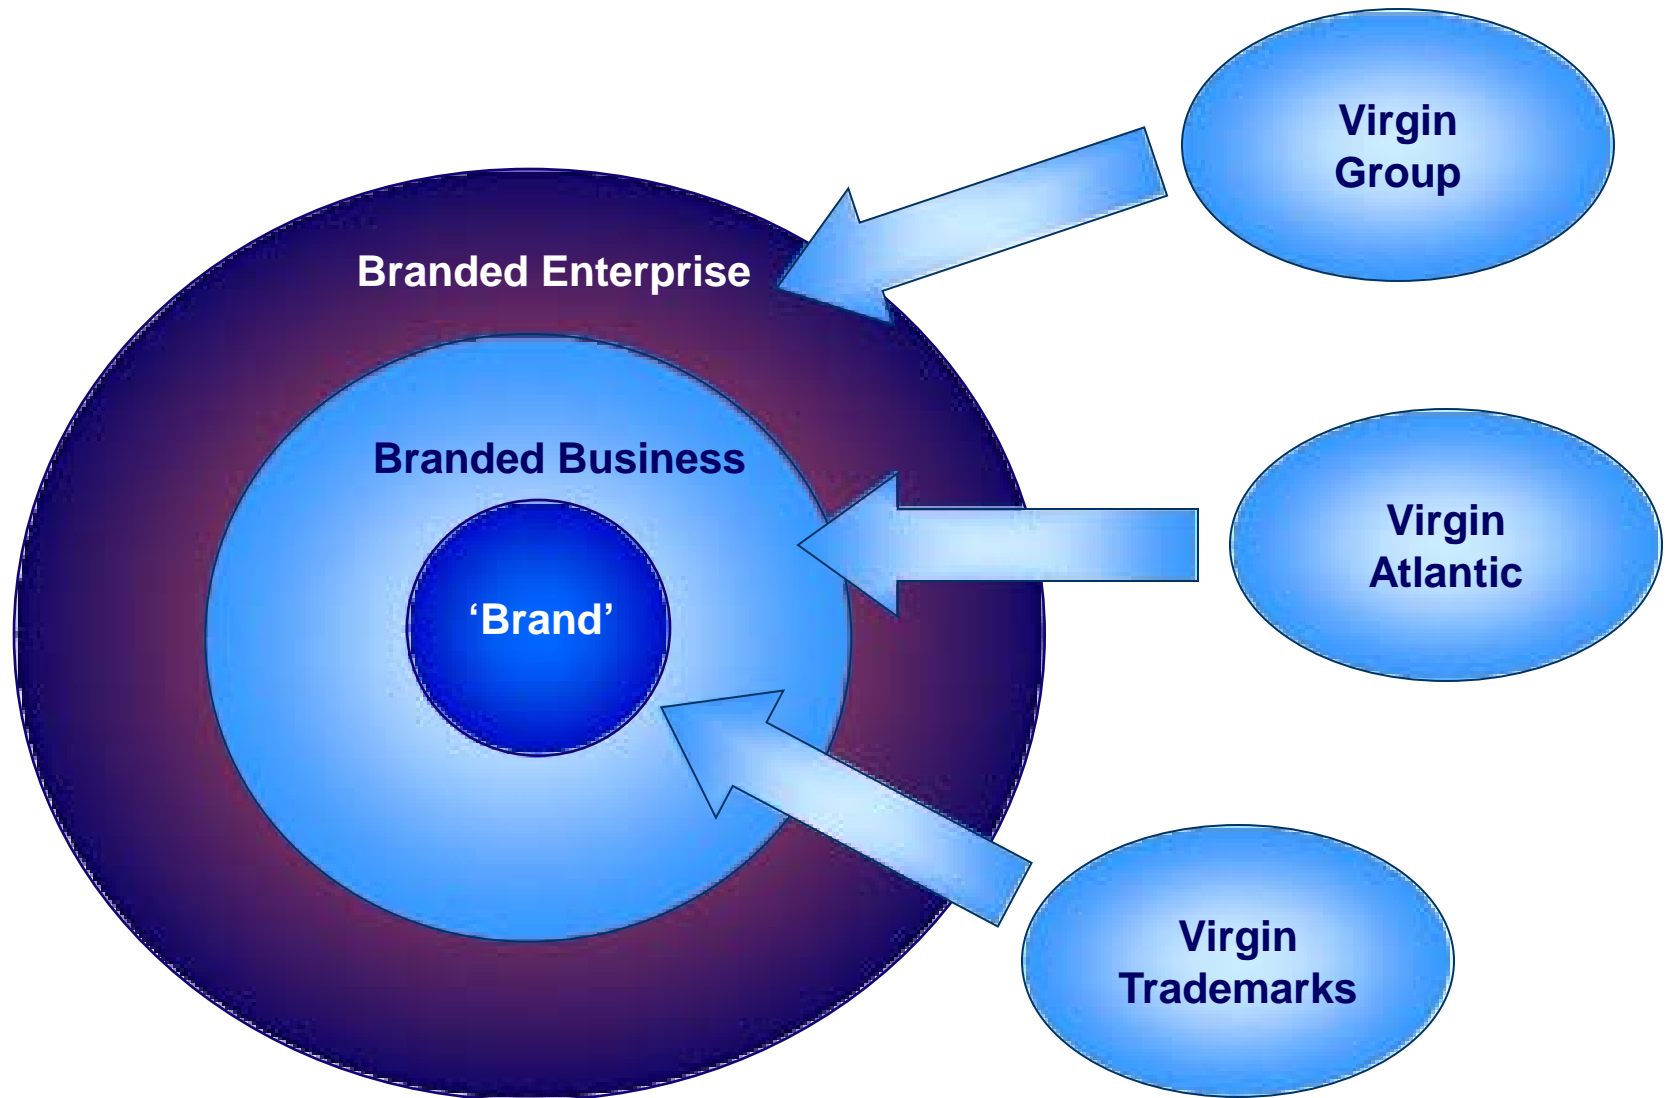 Virgin
Group
Branded Enterprise
Branded Business
Virgin
Atlantic
‘Brand’
Virgin
Trademarks